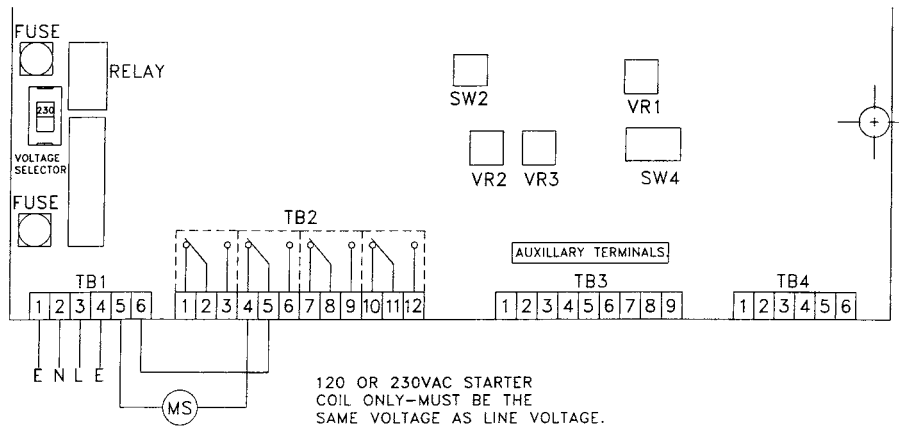 FUSE
RELAY
230
VOLTAGE
SELECTOR
FUSE
SW2
VR1
VR2 VR3 SW4
TB2
AUXILLARY TERMINALS
TB1 TB3 TB4
1 2 3 4 5 6 1 2 3 4 5 6 7 8 9 10 11 12 1 2 3 4 5 6 7 8 9 1 2 3 4 5 6
E N L E
MS
120 OR 230VAC STARTER
COIL ONLY-MUST BE THE
SAME VOLTAGE AS LINE VOLTAGE.